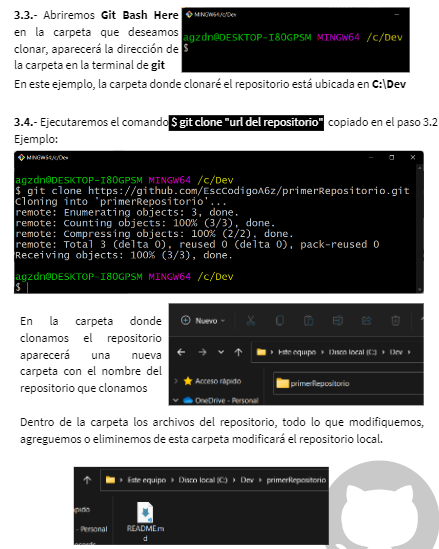 3.3.- Abriremos Git Bash Here
en la carpeta que deseamos
clonar, aparecerá la dirección de
la carpeta en la terminal de git
MINGW64:/c/Dev
agzdn@DESKTOP-I8OGPSM MINGW64 /c/Dev
$
En este ejemplo, la carpeta donde clonaré el repositorio está ubicada en C:\Dev
3.4.- Ejecutaremos el comando $ git clone "url del repositorio" copiado en el paso 3.2
Ejemplo:
MINGW64:/c/Dev
agzdn@DESKTOP-I8OGPSM MINGW64 /c/Dev
$ git clone https://github.com/EscCodigoA6z/primerRepositorio.git
Cloning into 'primerRepositorio'...
remote: Enumerating objects: 3, done.
remote: Counting objects: 100% (3/3), done.
remote: Compressing objects: 100% (2/2), done.
remote: Total 3 (delta 0), reused 0 (delta 0), pack-reused 0
Receiving objects: 100% (3/3), done.
agzdn@DESKTOP-I8OGPSM MINGW64 /c/Dev
$
En la carpeta donde
clonamos el repositorio
aparecerá una nueva
carpeta con el nombre del
repositorio que clonamos
Nuevo
Este equipo > Disco local (C:) > Dev >
Acceso rápido
primerRepositorio
OneDrive - Personal
Dentro de la carpeta los archivos del repositorio, todo lo que modifiquemos,
agreguemos o eliminemos de esta carpeta modificará el repositorio local.
Este equipo > Disco local (C:) > Dev > primerRepositorio
pido
- Personal
README.m
d